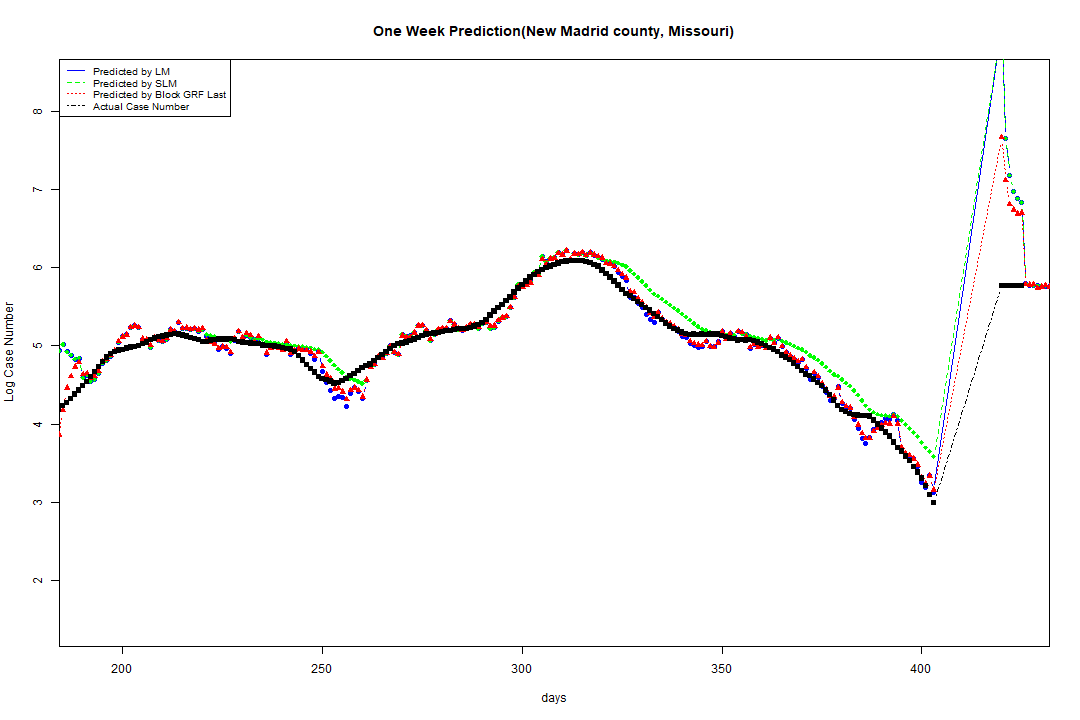 One Week Prediction(New Madrid county, Missouri)
Predicted by LM
Predicted by SLM
Predicted by Block GRF Last
Actual Case Number
8
7
6
5
4
3
2
Log Case Number
200 250 300 350 400
days